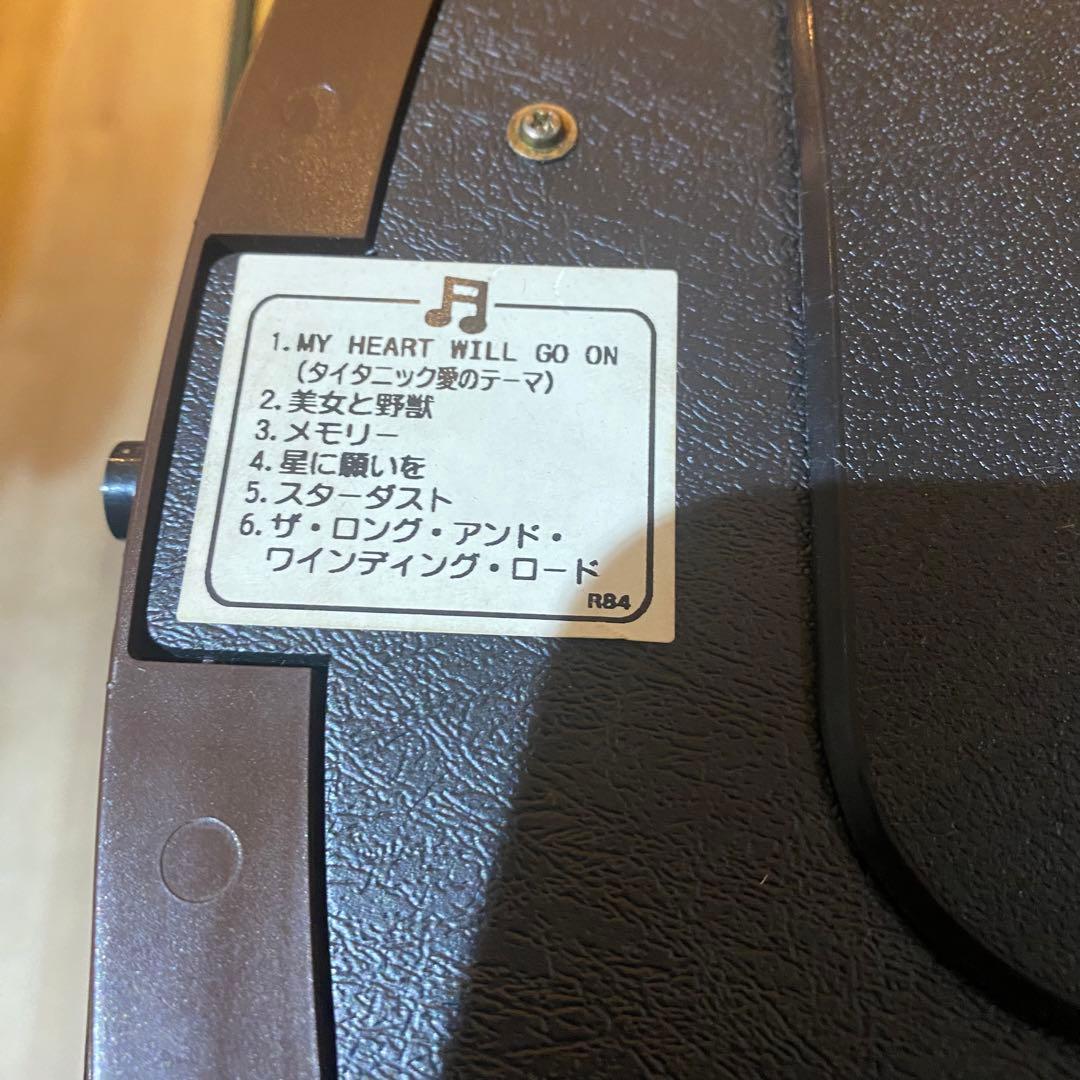 1. MY HEART WILL GO ON
(タイタニック愛のテーマ)
2. 美女と野獣
3. メモリー
4. 星に願いを
5. スターダスト
6. ザ・ロング・アンド・
ワインディング・ロード
R84